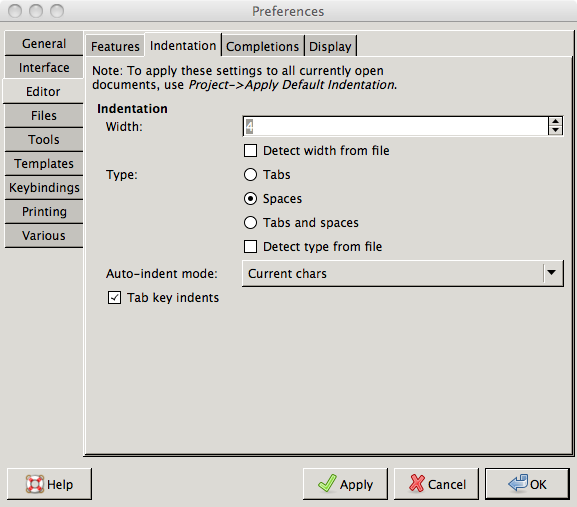 Preferences
General
Interface
Editor
Files
Tools
Templates
Keybindings
Printing
Various
Features Indentation Completions Display
Note: To apply these settings to all currently open
documents, use Project->Apply Default Indentation.
Indentation
Width: 4
Detect width from file
Type: Tabs
Spaces
Tabs and spaces
Detect type from file
Auto-indent mode: Current chars
Tab key indents
Help Apply Cancel OK